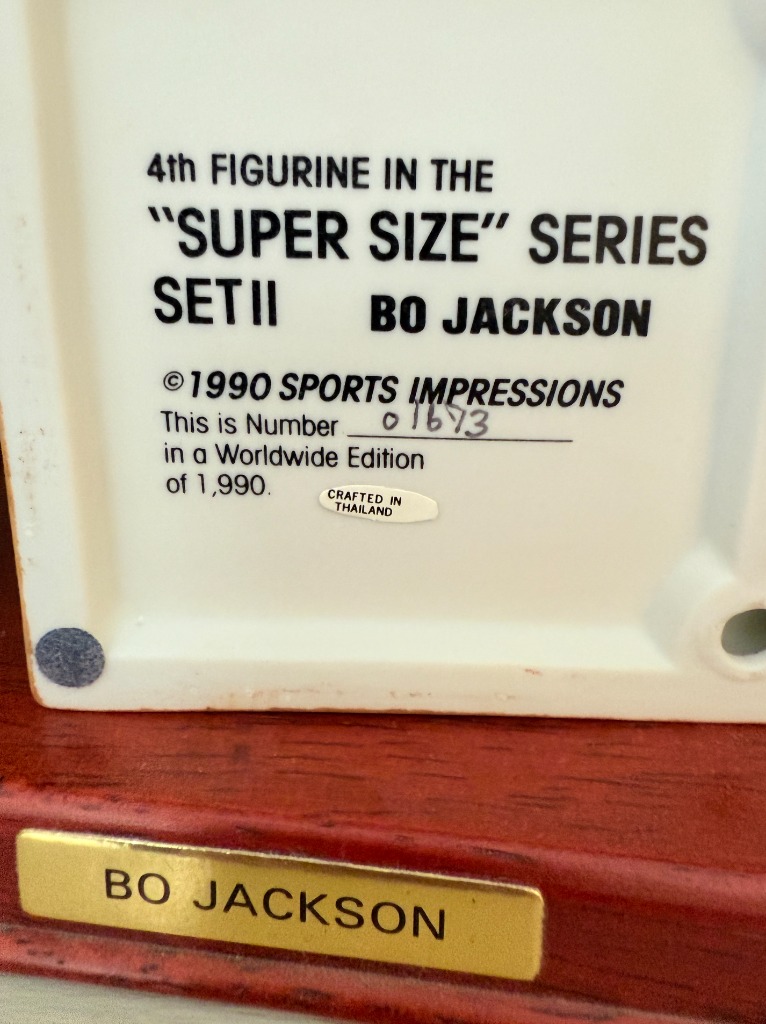 4th FIGURINE IN THE
"SUPER SIZE" SERIES
SET II BO JACKSON
© 1990 SPORTS IMPRESSIONS
This is Number 01673
in a Worldwide Edition
of 1,990.
CRAFTED IN
THAILAND
BO JACKSON